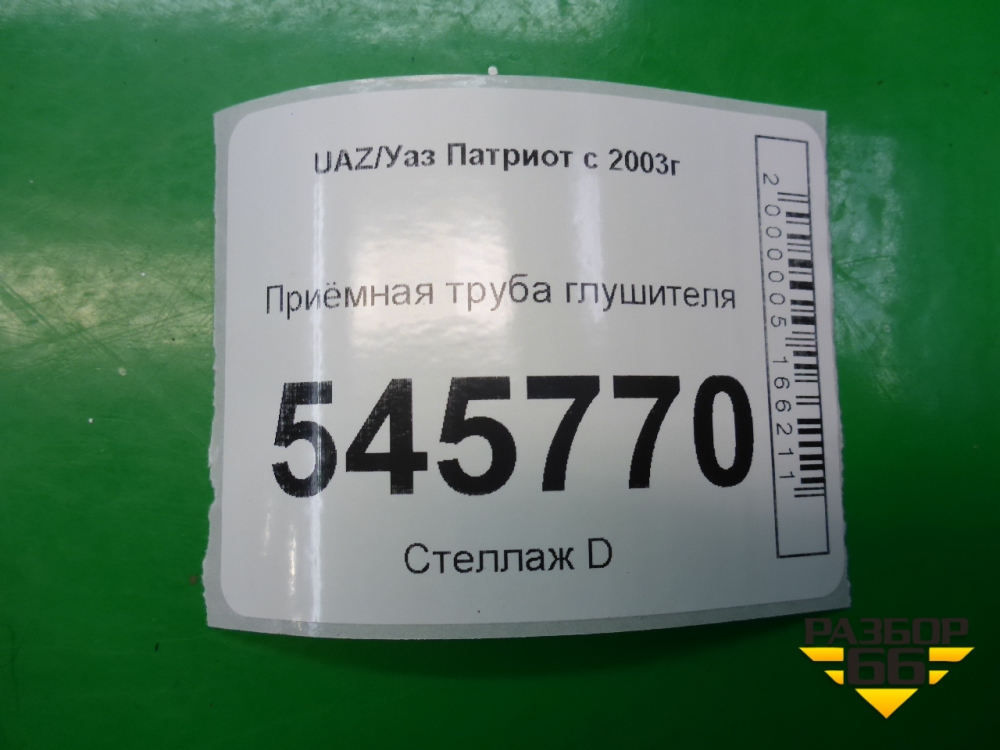 UAZ/Уаз Патриот с 2003г
Приёмная труба глушителя
545770
Стеллаж D
2000005166211
РАЗБОР
66